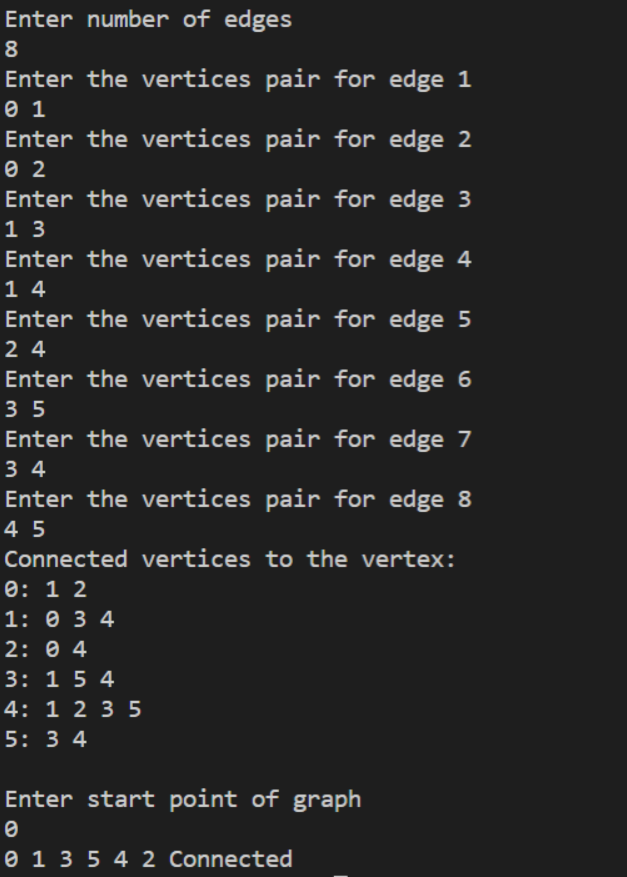 Enter number of edges
8
Enter the vertices pair for edge 1
0 1
Enter the vertices pair for edge 2
0 2
Enter the vertices pair for edge 3
1 3
Enter the vertices pair for edge 4
1 4
Enter the vertices pair for edge 5
2 4
Enter the vertices pair for edge 6
3 5
Enter the vertices pair for edge 7
3 4
Enter the vertices pair for edge 8
4 5
Connected vertices to the vertex:
0: 1 2
1: 0 3 4
2: 0 4
3: 1 5 4
4: 1 2 3 5
5: 3 4
Enter start point of graph
0
0 1 3 5 4 2 Connected